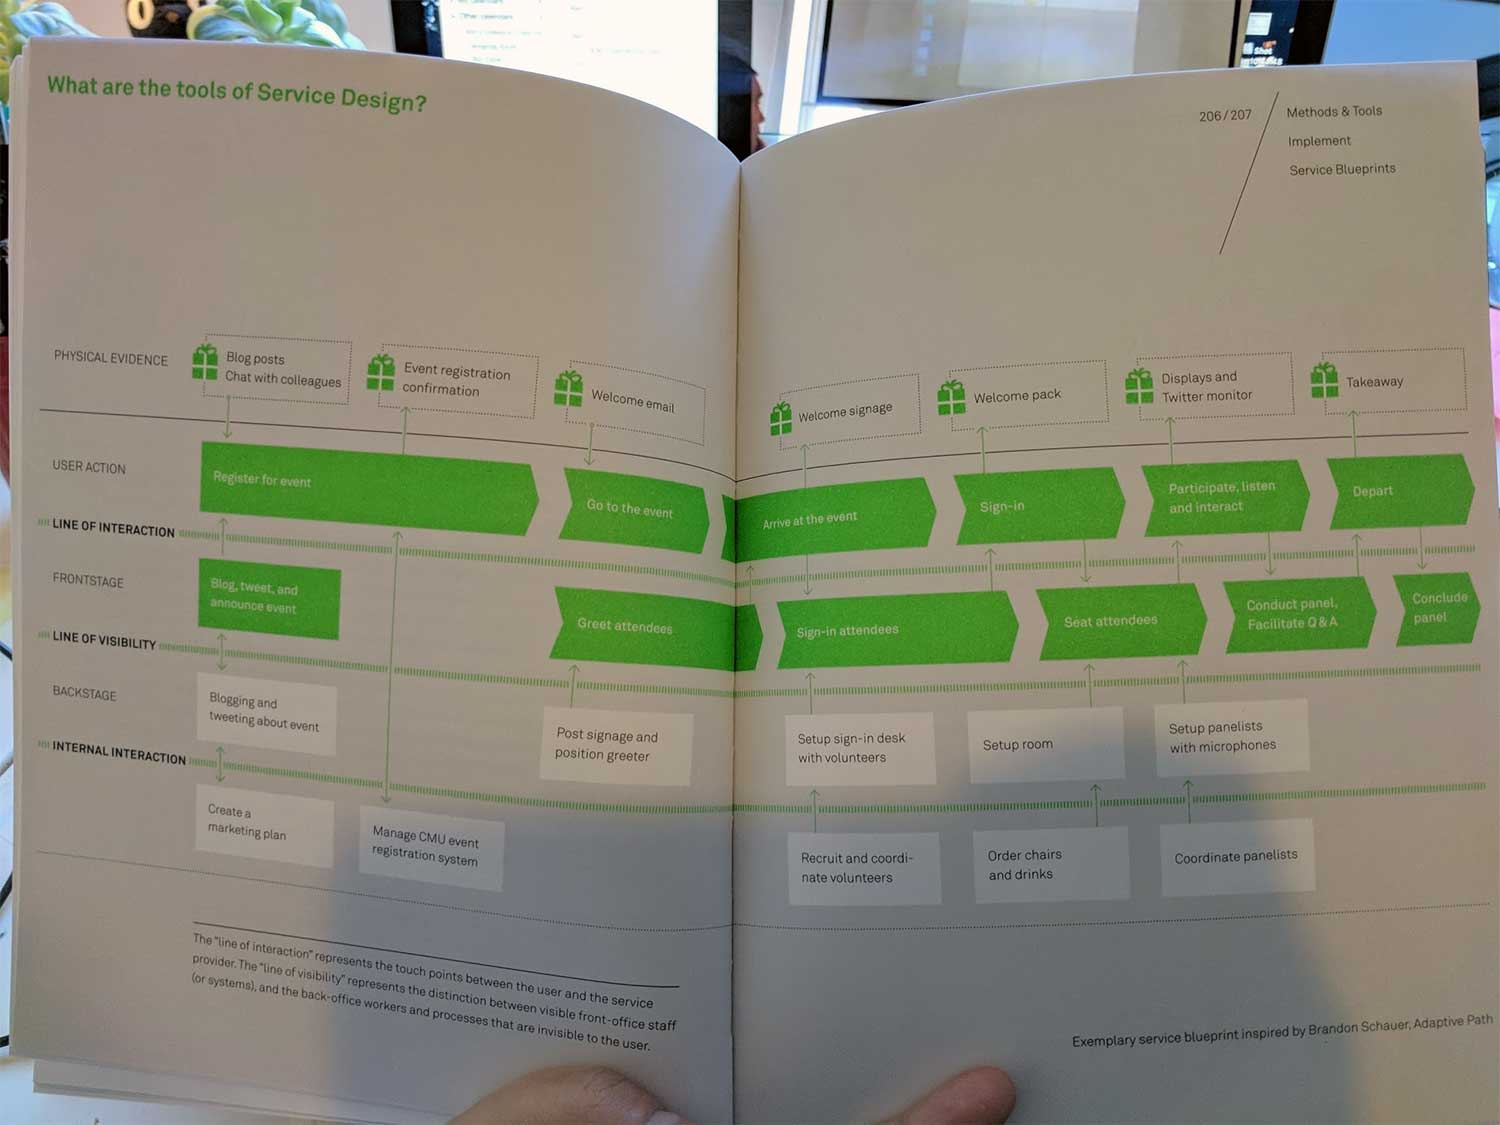 What are the tools of Service Design?
206/207
Methods & Tools
Implement
Service Blueprints
PHYSICAL EVIDENCE
Blog posts
Chat with colleagues
Event registration
confirmation
Welcome email
Welcome signage
Welcome pack
Displays and
Twitter monitor
Takeaway
USER ACTION
Register for event
Go to the event
Arrive at the event
Sign-in
Participate, listen
and interact
Depart
LINE OF INTERACTION
FRONTSTAGE
Blog, tweet, and
announce event
Greet attendees
Sign-in attendees
Seat attendees
Conduct panel,
Facilitate Q & A
Conclude
panel
LINE OF VISIBILITY
BACKSTAGE
Blogging and
tweeting about event
Post signage and
position greeter
Setup sign-in desk
with volunteers
Setup room
Setup panelists
with microphones
INTERNAL INTERACTION
Create a
marketing plan
Manage CMU event
registration system
Recruit and coordi-
nate volunteers
Order chairs
and drinks
Coordinate panelists
The "line of interaction" represents the touch points between the user and the service
provider. The "line of visibility" represents the distinction between visible front-office staff
(or systems), and the back-office workers and processes that are invisible to the user.
Exemplary service blueprint inspired by Brandon Schauer, Adaptive Path